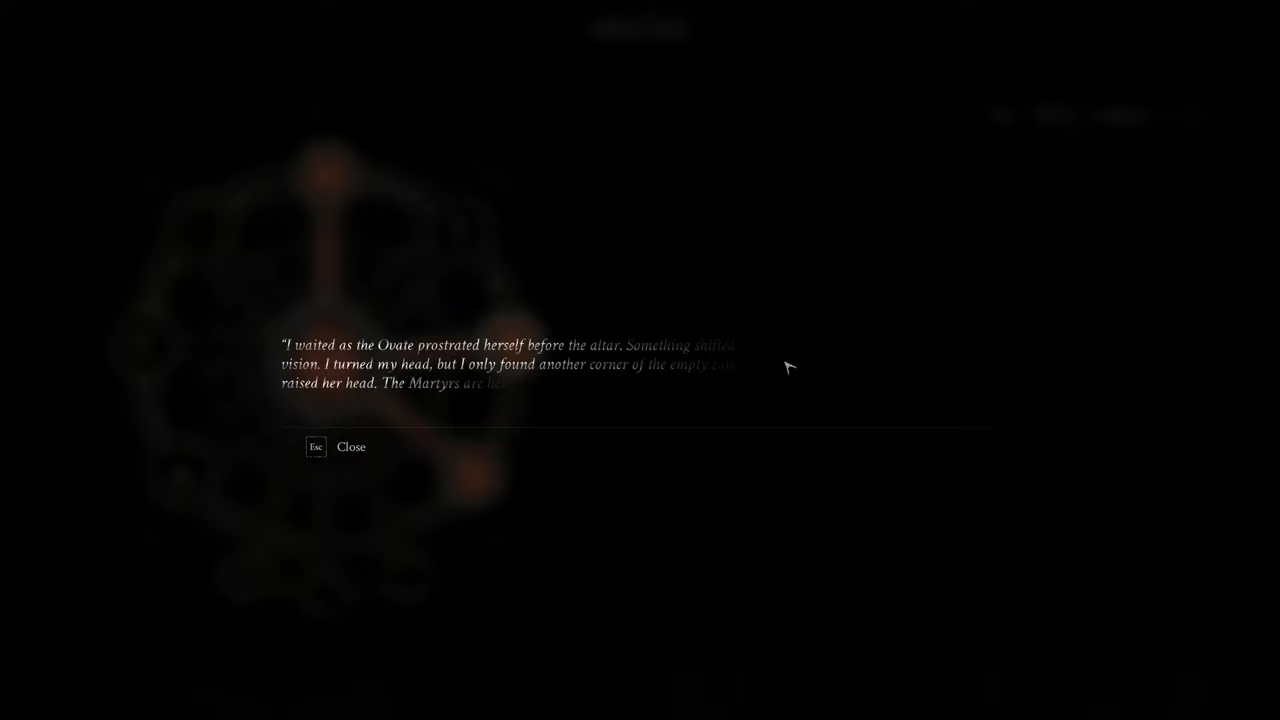 “I waited as the Ovate prostrated herself before the altar. Something shifted
vision. I turned my head, but I only found another corner of the empty
raised her head. The Martyrs are
Esc Close